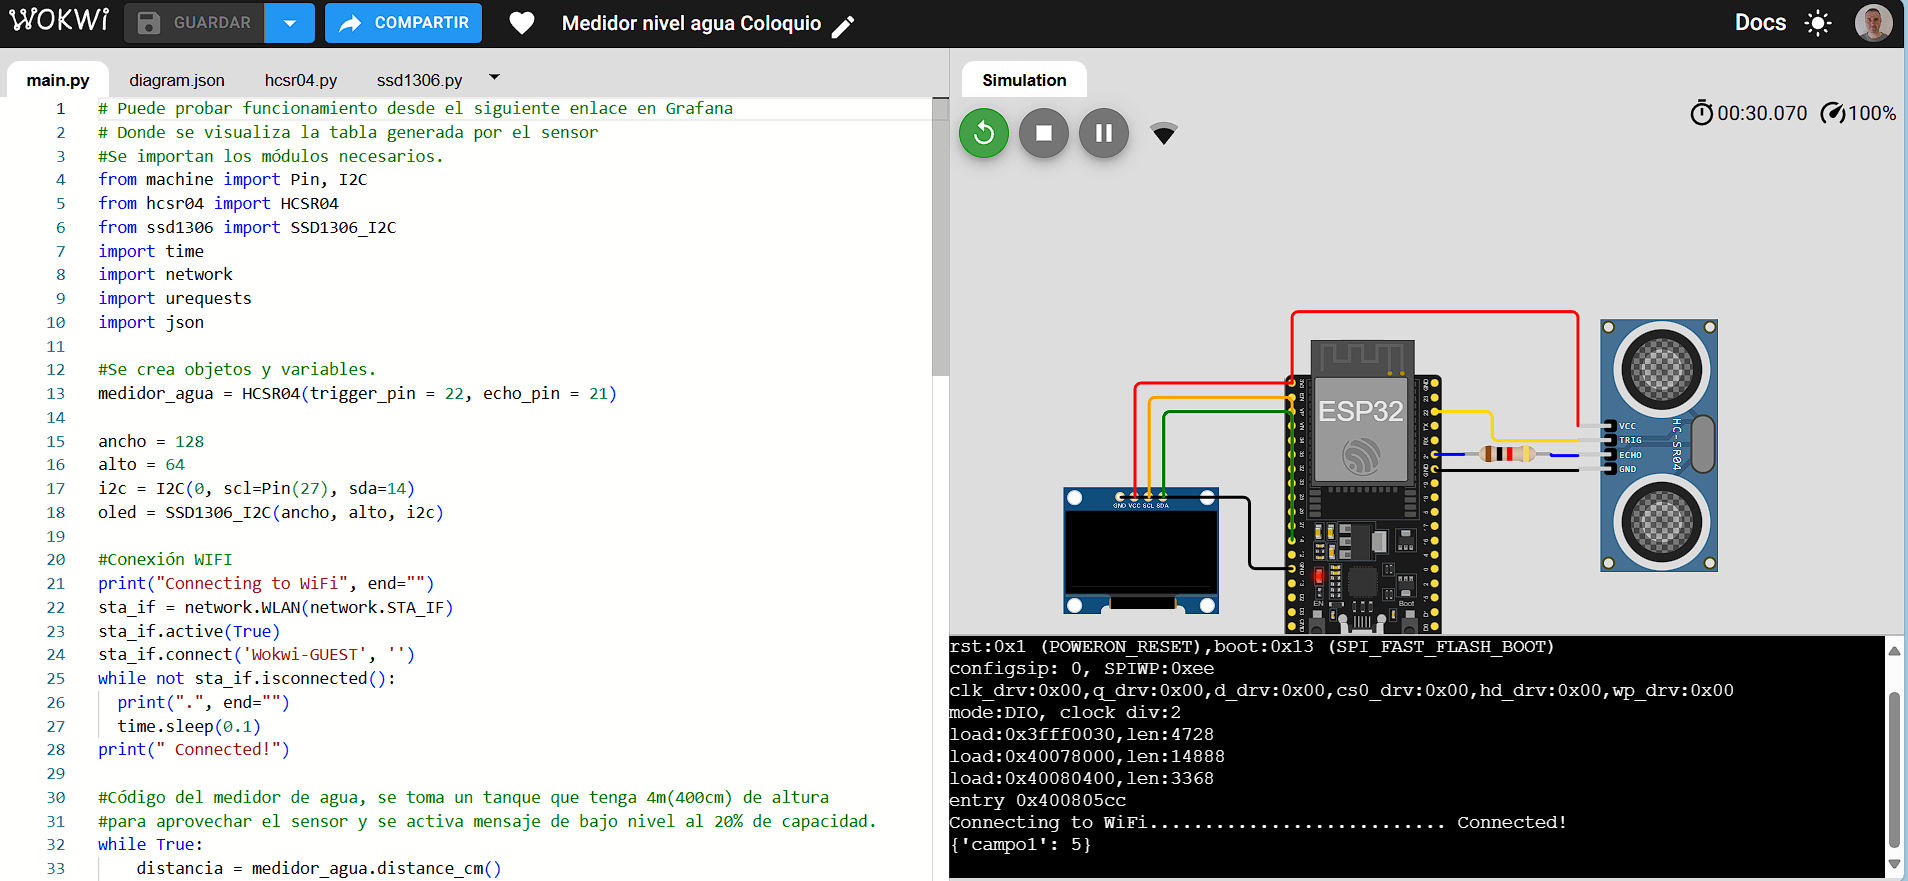 WOKWi
GUARDAR
COMPARTIR
Medidor nivel agua Coloquio
Docs
main.py
diagram.json
hcsr04.py
ssd1306.py
1 # Puede probar funcionamiento desde el siguiente enlace en Grafana
2 # Donde se visualiza la tabla generada por el sensor
3 #Se importan los módulos necesarios.
4 from machine import Pin, I2C
5 from hcsr04 import HCSR04
6 from ssd1306 import SSD1306_I2C
7 import time
8 import network
9 import urequests
10 import json
11
12 #Se crea objetos y variables.
13 medidor_agua = HCSR04(trigger_pin = 22, echo_pin = 21)
14
15 ancho = 128
16 alto = 64
17 i2c = I2C(0, scl=Pin(27), sda=14)
18 oled = SSD1306_I2C(ancho, alto, i2c)
19
20 #Conexión WIFI
21 print("Connecting to WiFi", end="")
22 sta_if = network.WLAN(network.STA_IF)
23 sta_if.active(True)
24 sta_if.connect('Wokwi-GUEST', '')
25 while not sta_if.isconnected():
26 print(".", end="")
27 time.sleep(0.1)
28 print(" Connected!")
29
30 #Código del medidor de agua, se toma un tanque que tenga 4m(400cm) de altura
31 #para aprovechar el sensor y se activa mensaje de bajo nivel al 20% de capacidad.
32 while True:
33 distancia = medidor_agua.distance_cm()
Simulation
00:30.070
100%
ESP32
EN
Boot
GND VCC SCL SDA
VCC
TRIG
ECHO
GND
HC-SR04
rst:0x1 (POWERON_RESET),boot:0x13 (SPI_FAST_FLASH_BOOT)
configsip: 0, SPIWP:0xee
clk_drv:0x00,q_drv:0x00,d_drv:0x00,cs0_drv:0x00,hd_drv:0x00,wp_drv:0x00
mode:DIO, clock div:2
load:0x3fff0030,len:4728
load:0x40078000,len:14888
load:0x40080400,len:3368
entry 0x400805cc
Connecting to WiFi........................... Connected!
{'campo1': 5}